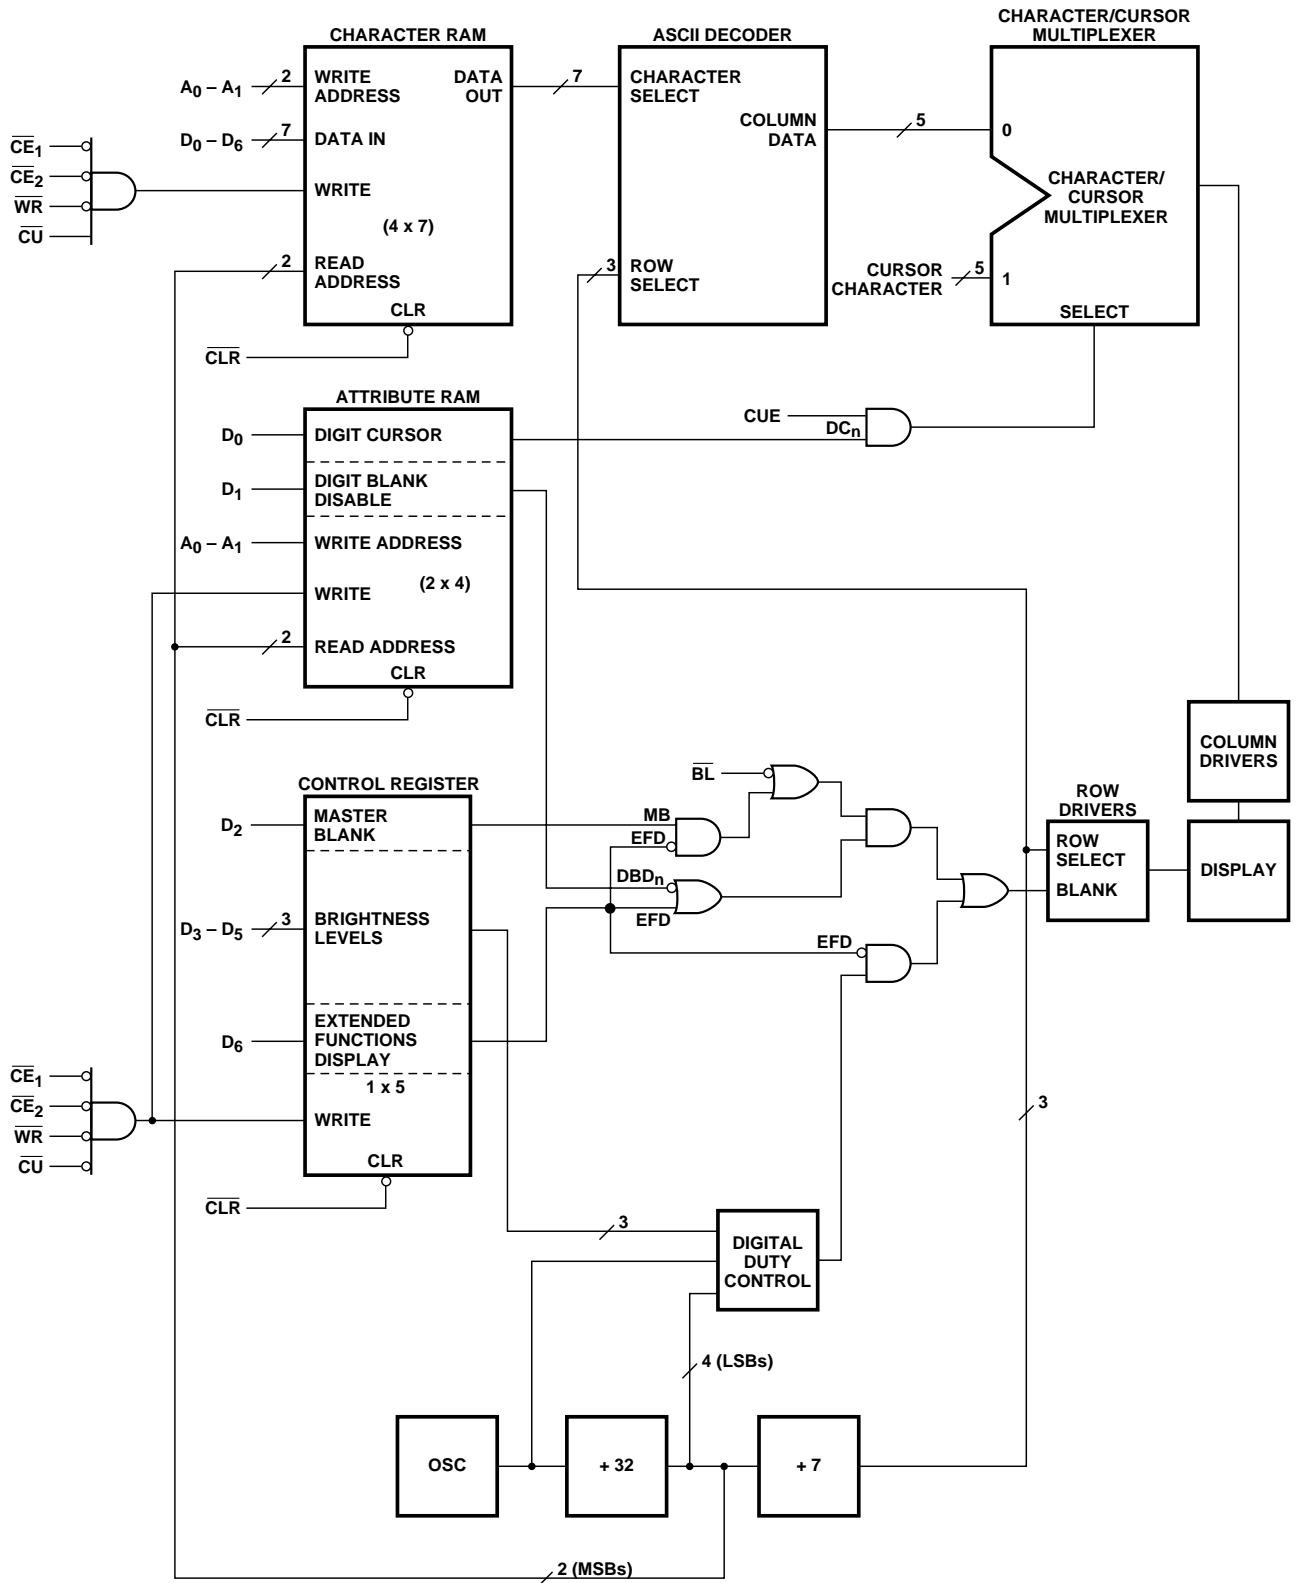 CHARACTER RAM
WRITE ADDRESS
DATA OUT
A0 – A1
2
D0 – D6
7
DATA IN
CE1
CE2
WR
CU
WRITE
(4 x 7)
2
READ ADDRESS
CLR
CLR
7
ASCII DECODER
CHARACTER SELECT
COLUMN DATA
3
ROW SELECT
5
CHARACTER/CURSOR MULTIPLEXER
0
CHARACTER/ CURSOR MULTIPLEXER
CURSOR CHARACTER
5
1
SELECT
ATTRIBUTE RAM
D0
DIGIT CURSOR
D1
DIGIT BLANK DISABLE
A0 – A1
WRITE ADDRESS
(2 x 4)
WRITE
2
READ ADDRESS
CLR
CLR
CUE
DCn
CONTROL REGISTER
D2
MASTER BLANK
D3 – D5
3
BRIGHTNESS LEVELS
D6
EXTENDED FUNCTIONS DISPLAY
1 x 5
CE1
CE2
WR
CU
WRITE
CLR
CLR
BL
MB
EFD
DBDn
EFD
EFD
ROW DRIVERS
ROW SELECT
BLANK
COLUMN DRIVERS
DISPLAY
3
3
DIGITAL DUTY CONTROL
4 (LSBs)
OSC
+ 32
+ 7
2 (MSBs)